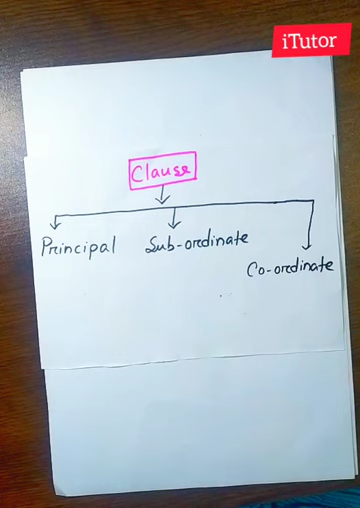 iTutor
Clause
Principal
Sub-ordinate
Co-ordinate